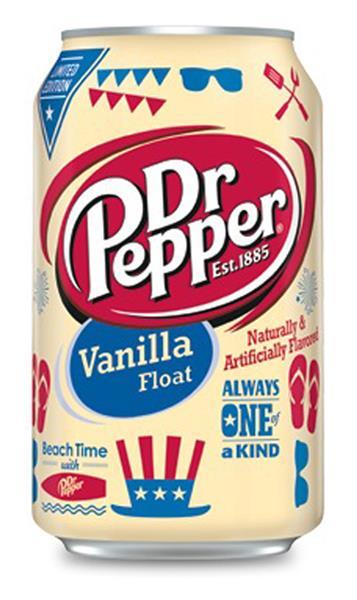 LIMITED
EDITION
Dr
Pepper®
Est.1885
Vanilla
Float
Naturally &
Artificially Flavored
ALWAYS
ONE of
a KIND
Beach Time
with
Dr
Pepper